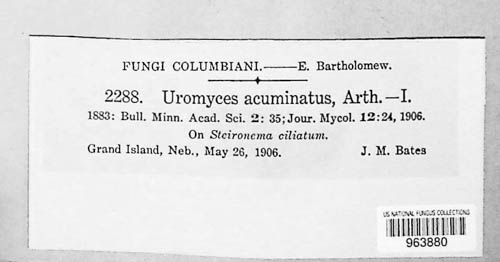 FUNGI COLUMBIANI.—E. Bartholomew.
2288. Uromyces acuminatus, Arth.—I.
1883: Bull. Minn. Acad. Sci. 2: 35; Jour. Mycol. 12:24, 1906.
On Steironema ciliatum.
Grand Island, Neb., May 26, 1906. J. M. Bates
US NATIONAL FUNGUS COLLECTIONS
963880